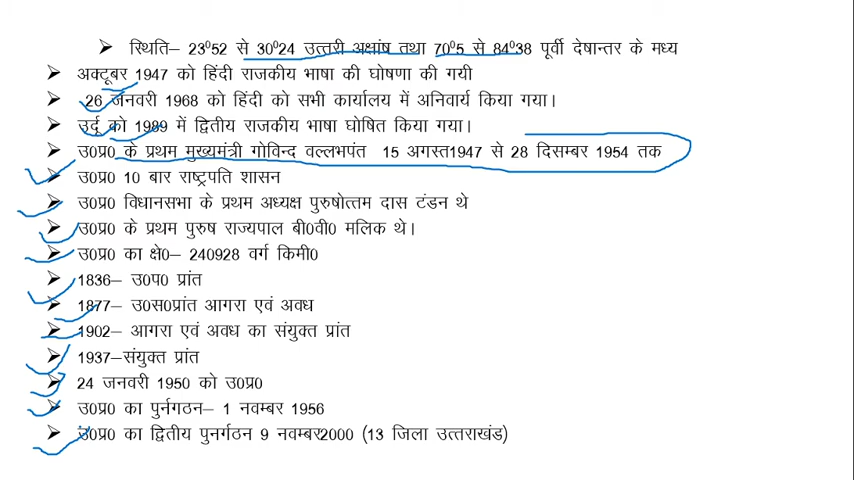 ➢ स्थिति– 23⁰52 से 30⁰24 उत्तरी अक्षांष तथा 70⁰5 से 84⁰38 पूर्वी देषान्तर के मध्य
➢ अक्टूबर 1947 को हिंदी राजकीय भाषा की घोषणा की गयी
➢ 26 जनवरी 1968 को हिंदी को सभी कार्यालय में अनिवार्य किया गया।
➢ उर्दू को 1989 में द्वितीय राजकीय भाषा घोषित किया गया।
➢ उ0प्र0 के प्रथम मुख्यमंत्री गोविन्द वल्लभपंत 15 अगस्त1947 से 28 दिसम्बर 1954 तक
➢ उ0प्र0 10 बार राष्ट्रपति शासन
➢ उ0प्र0 विधानसभा के प्रथम अध्यक्ष पुरुषोत्तम दास टंडन थे
➢ उ0प्र0 के प्रथम पुरुष राज्यपाल बी0वी0 मलिक थे।
➢ उ0प्र0 का क्षे0– 240928 वर्ग किमी0
➢ 1836– उ0प0 प्रांत
➢ 1877– उ0स0प्रांत आगरा एवं अवध
➢ 1902– आगरा एवं अवध का संयुक्त प्रांत
➢ 1937–संयुक्त प्रांत
➢ 24 जनवरी 1950 को उ0प्र0
➢ उ0प्र0 का पुर्नगठन– 1 नवम्बर 1956
➢ उ0प्र0 का द्वितीय पुनर्गठन 9 नवम्बर2000 (13 जिला उत्तराखंड)